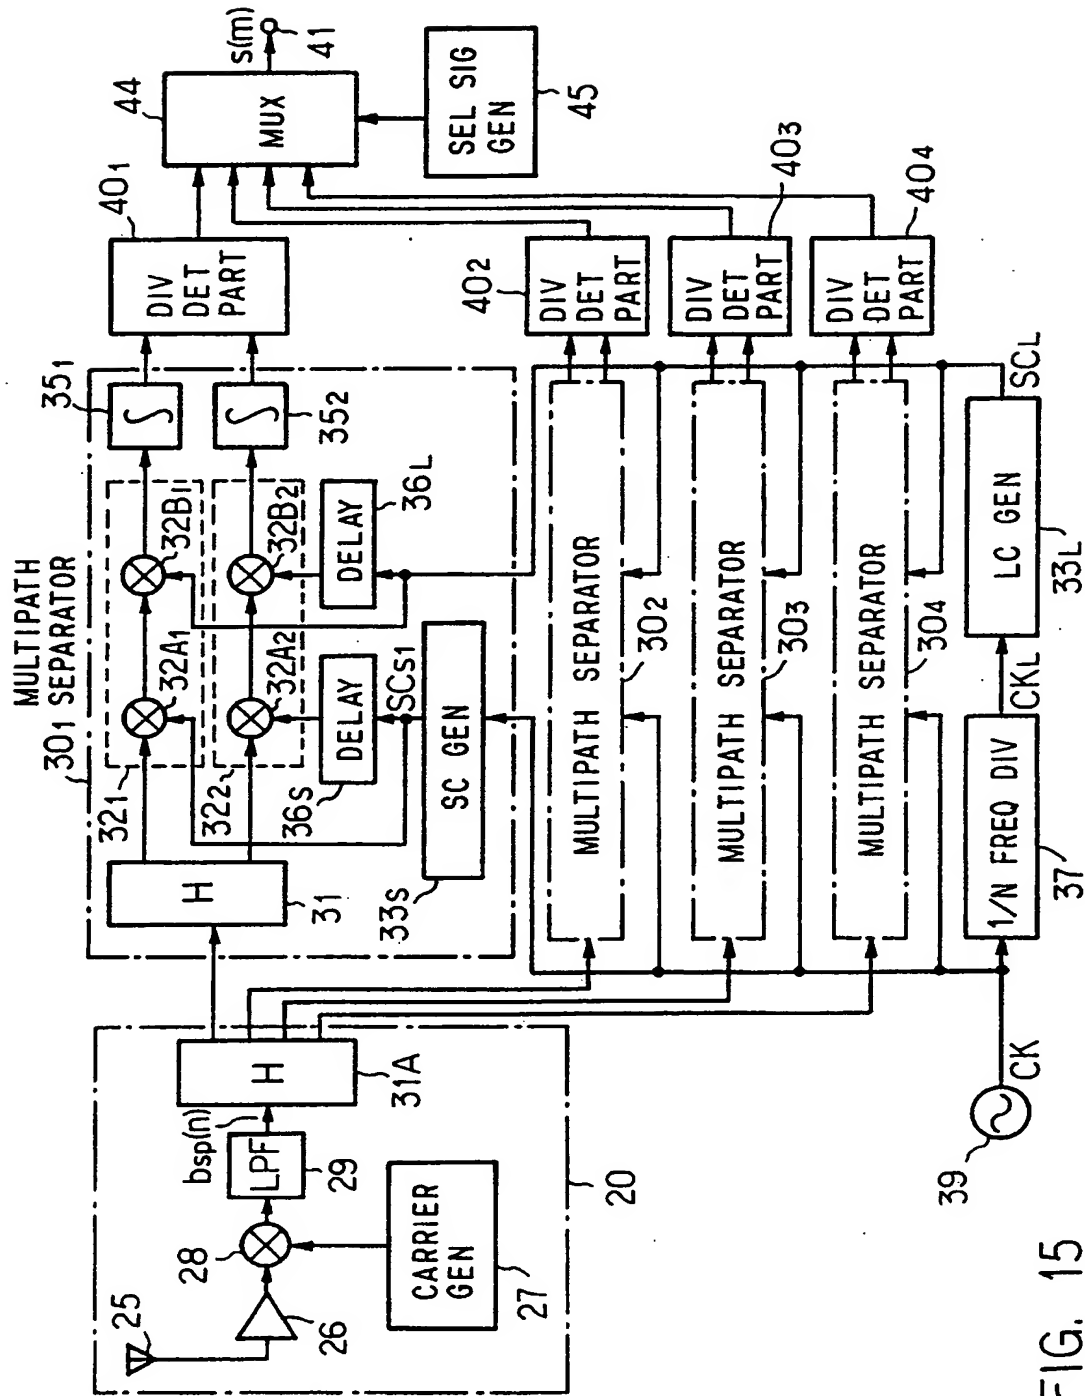 MULTIPATH
30₁ SEPARATOR
25
26
28
CARRIER
GEN
27
LPF
29
bsp(n)
H
31A
20
H
31
32₁
32A₁
32B₁
32₂
32A₂
32B₂
36s
DELAY
SCs₁
SC GEN
33s
DELAY
36L
∫
35₁
∫
35₂
DIV
DET
PART
40₁
MUX
44
s(m)
41
SEL SIG
GEN
45
MULTIPATH SEPARATOR
30₂
DIV
DET
PART
40₂
MULTIPATH SEPARATOR
30₃
DIV
DET
PART
40₃
MULTIPATH SEPARATOR
30₄
DIV
DET
PART
40₄
39
CK
1/N FREQ DIV
37
CKL
LC GEN
33L
SCL
FIG. 15